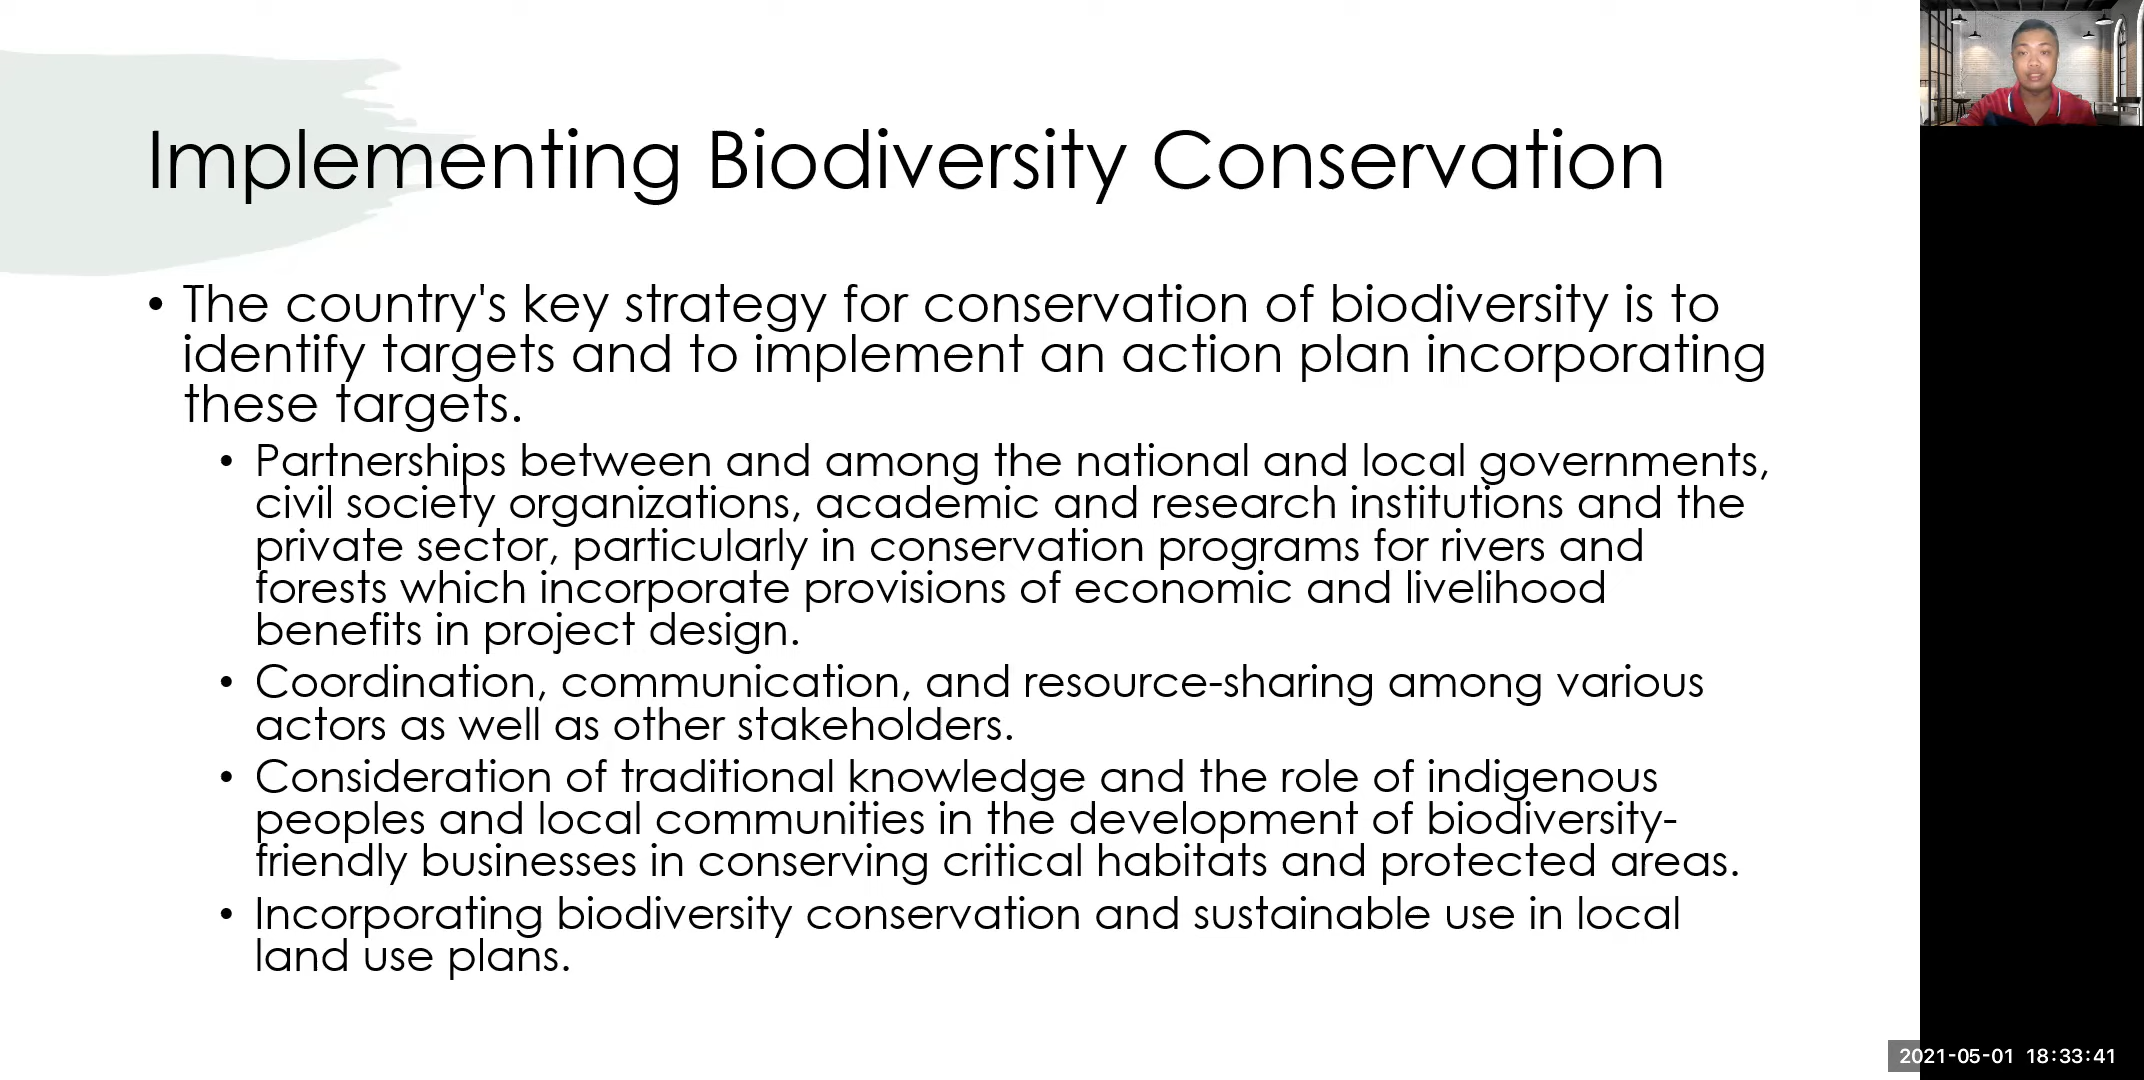 Implementing Biodiversity Conservation
• The country's key strategy for conservation of biodiversity is to
identify targets and to implement an action plan incorporating
these targets.
• Partnerships between and among the national and local governments,
civil society organizations, academic and research institutions and the
private sector, particularly in conservation programs for rivers and
forests which incorporate provisions of economic and livelihood
benefits in project design.
• Coordination, communication, and resource-sharing among various
actors as well as other stakeholders.
• Consideration of traditional knowledge and the role of indigenous
peoples and local communities in the development of biodiversity-
friendly businesses in conserving critical habitats and protected areas.
• Incorporating biodiversity conservation and sustainable use in local
land use plans.
2021-05-01 18:33:41